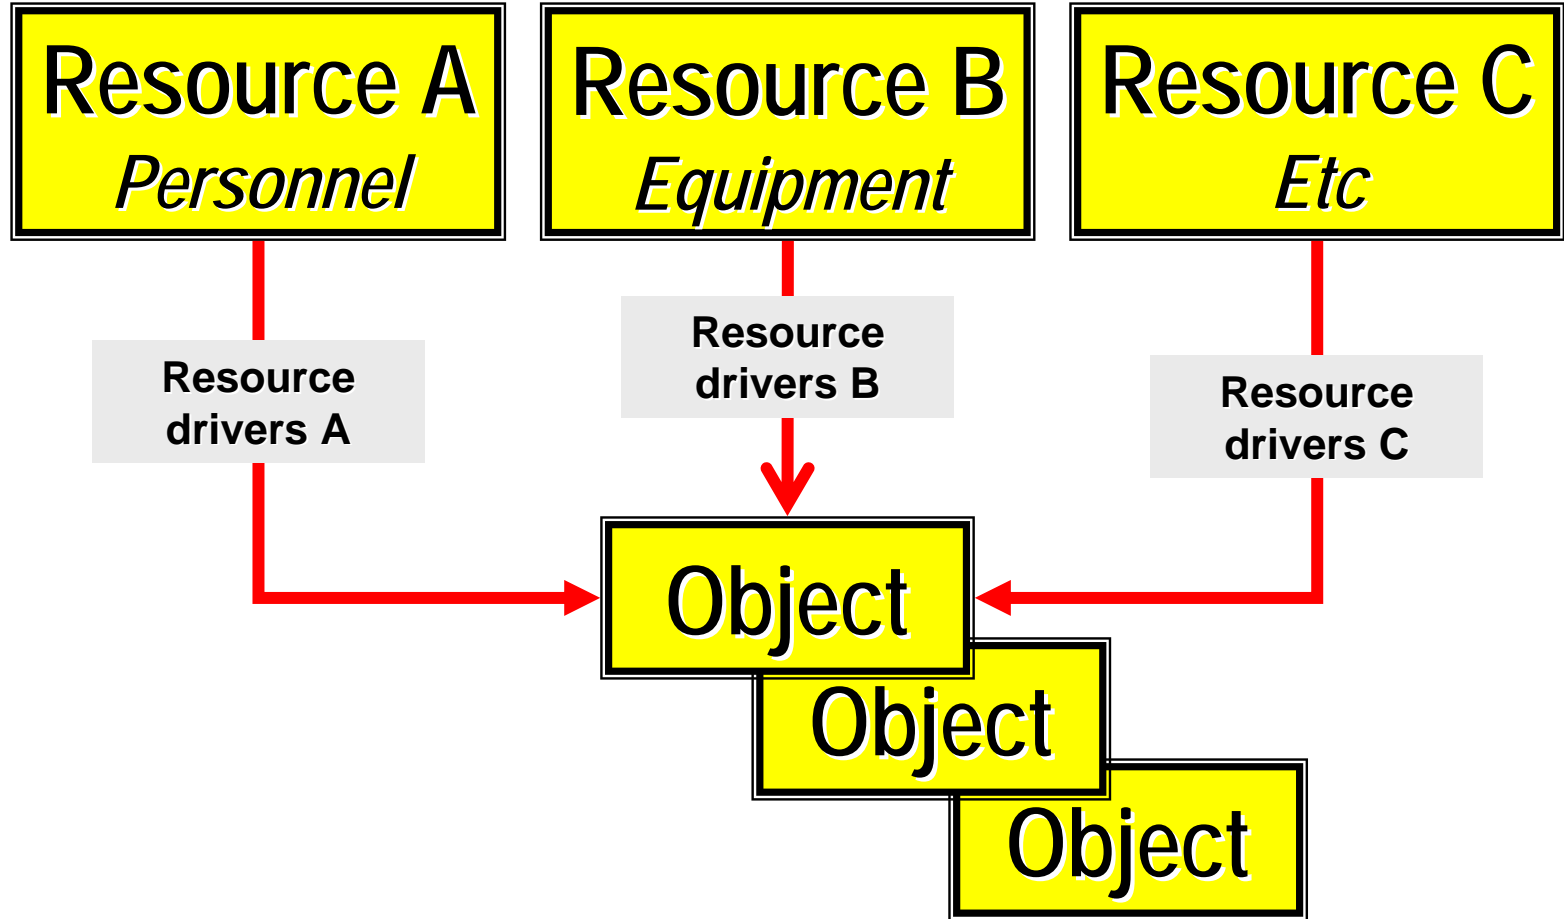 Resource A
Personnel
Resource B
Equipment
Resource C
Etc
Resource
drivers A
Resource
drivers B
Resource
drivers C
Object
Object
Object